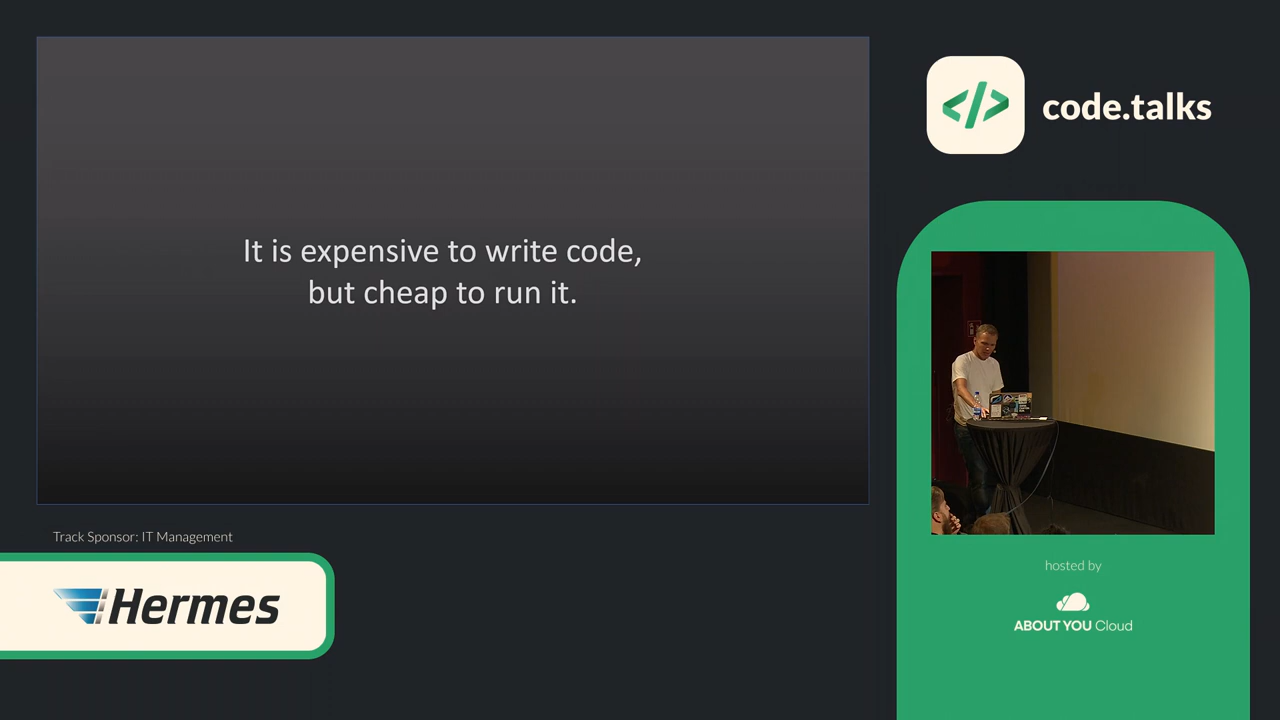 It is expensive to write code,
but cheap to run it.
</>
code.talks
Track Sponsor: IT Management
Hermes
hosted by
ABOUT YOU Cloud